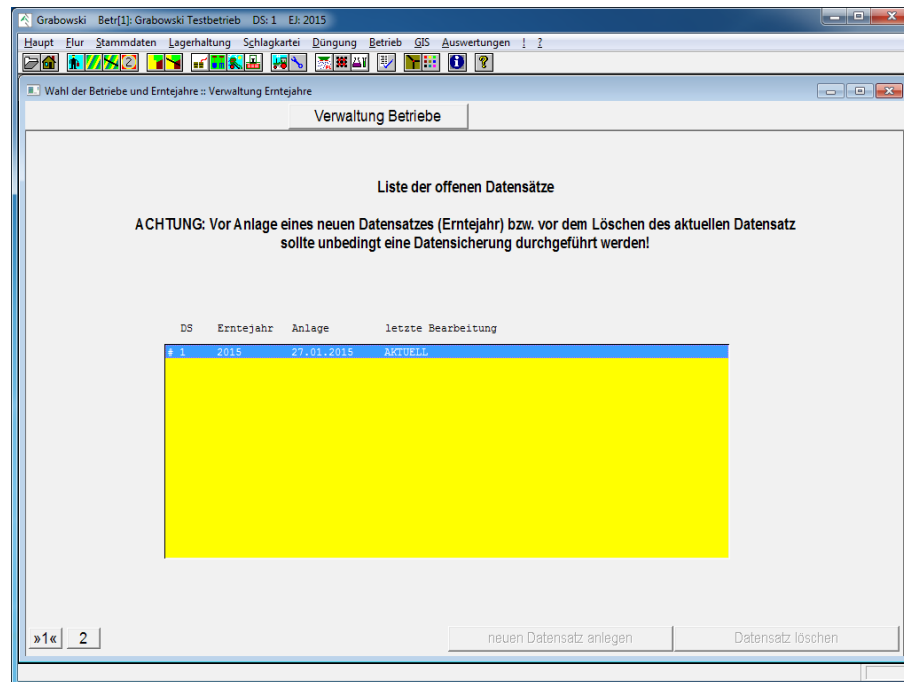 Grabowski Betr[1]: Grabowski Testbetrieb DS: 1 EJ: 2015
Haupt Flur Stammdaten Lagerhaltung Schlagkartei Düngung Betrieb GIS Auswertungen ! ?
Wahl der Betriebe und Erntejahre :: Verwaltung Erntejahre
Verwaltung Betriebe
Liste der offenen Datensätze
ACHTUNG: Vor Anlage eines neuen Datensatzes (Erntejahr) bzw. vor dem Löschen des aktuellen Datensatz
sollte unbedingt eine Datensicherung durchgeführt werden!
DS Erntejahr Anlage letzte Bearbeitung
# 1 2015 27.01.2015 AKTUELL
»1« 2 neuen Datensatz anlegen Datensatz löschen